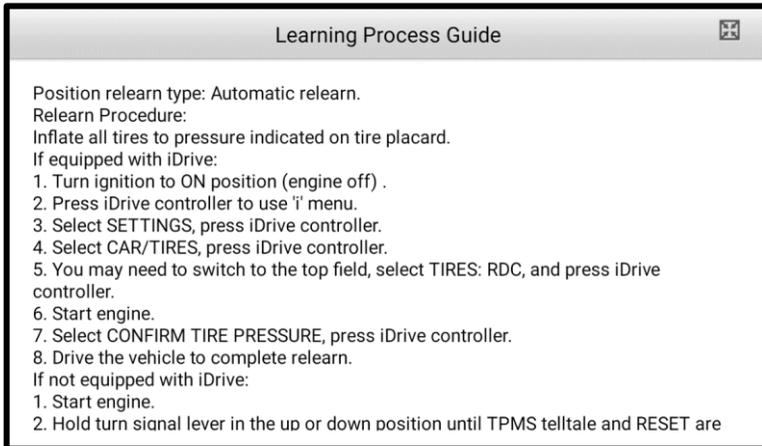 Learning Process Guide
Position relearn type: Automatic relearn.
Relearn Procedure:
Inflate all tires to pressure indicated on tire placard.
If equipped with iDrive:
1. Turn ignition to ON position (engine off) .
2. Press iDrive controller to use 'i' menu.
3. Select SETTINGS, press iDrive controller.
4. Select CAR/TIRES, press iDrive controller.
5. You may need to switch to the top field, select TIRES: RDC, and press iDrive
controller.
6. Start engine.
7. Select CONFIRM TIRE PRESSURE, press iDrive controller.
8. Drive the vehicle to complete relearn.
If not equipped with iDrive:
1. Start engine.
2. Hold turn signal lever in the up or down position until TPMS telltale and RESET are